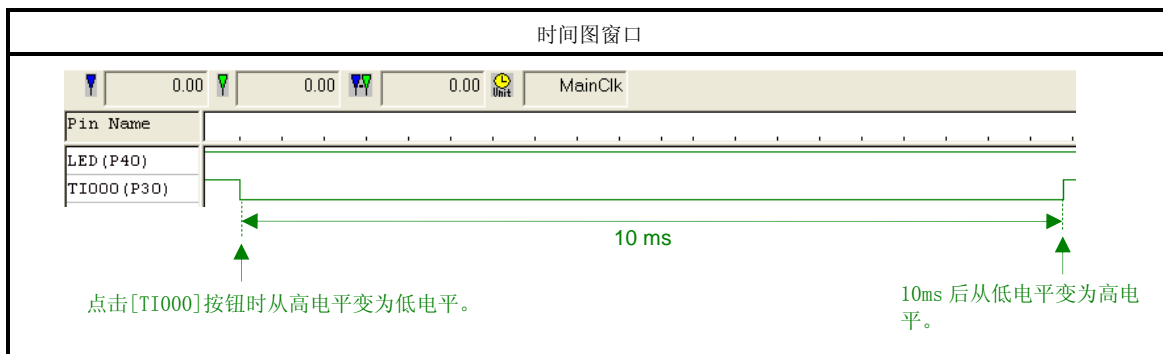 时间图窗口
0.00 0.00 0.00 Unit MainClk
Pin Name
LED(P40)
TI000(P30)
10 ms
点击[TI000]按钮时从高电平变为低电平。
10ms 后从低电平变为高电
平。